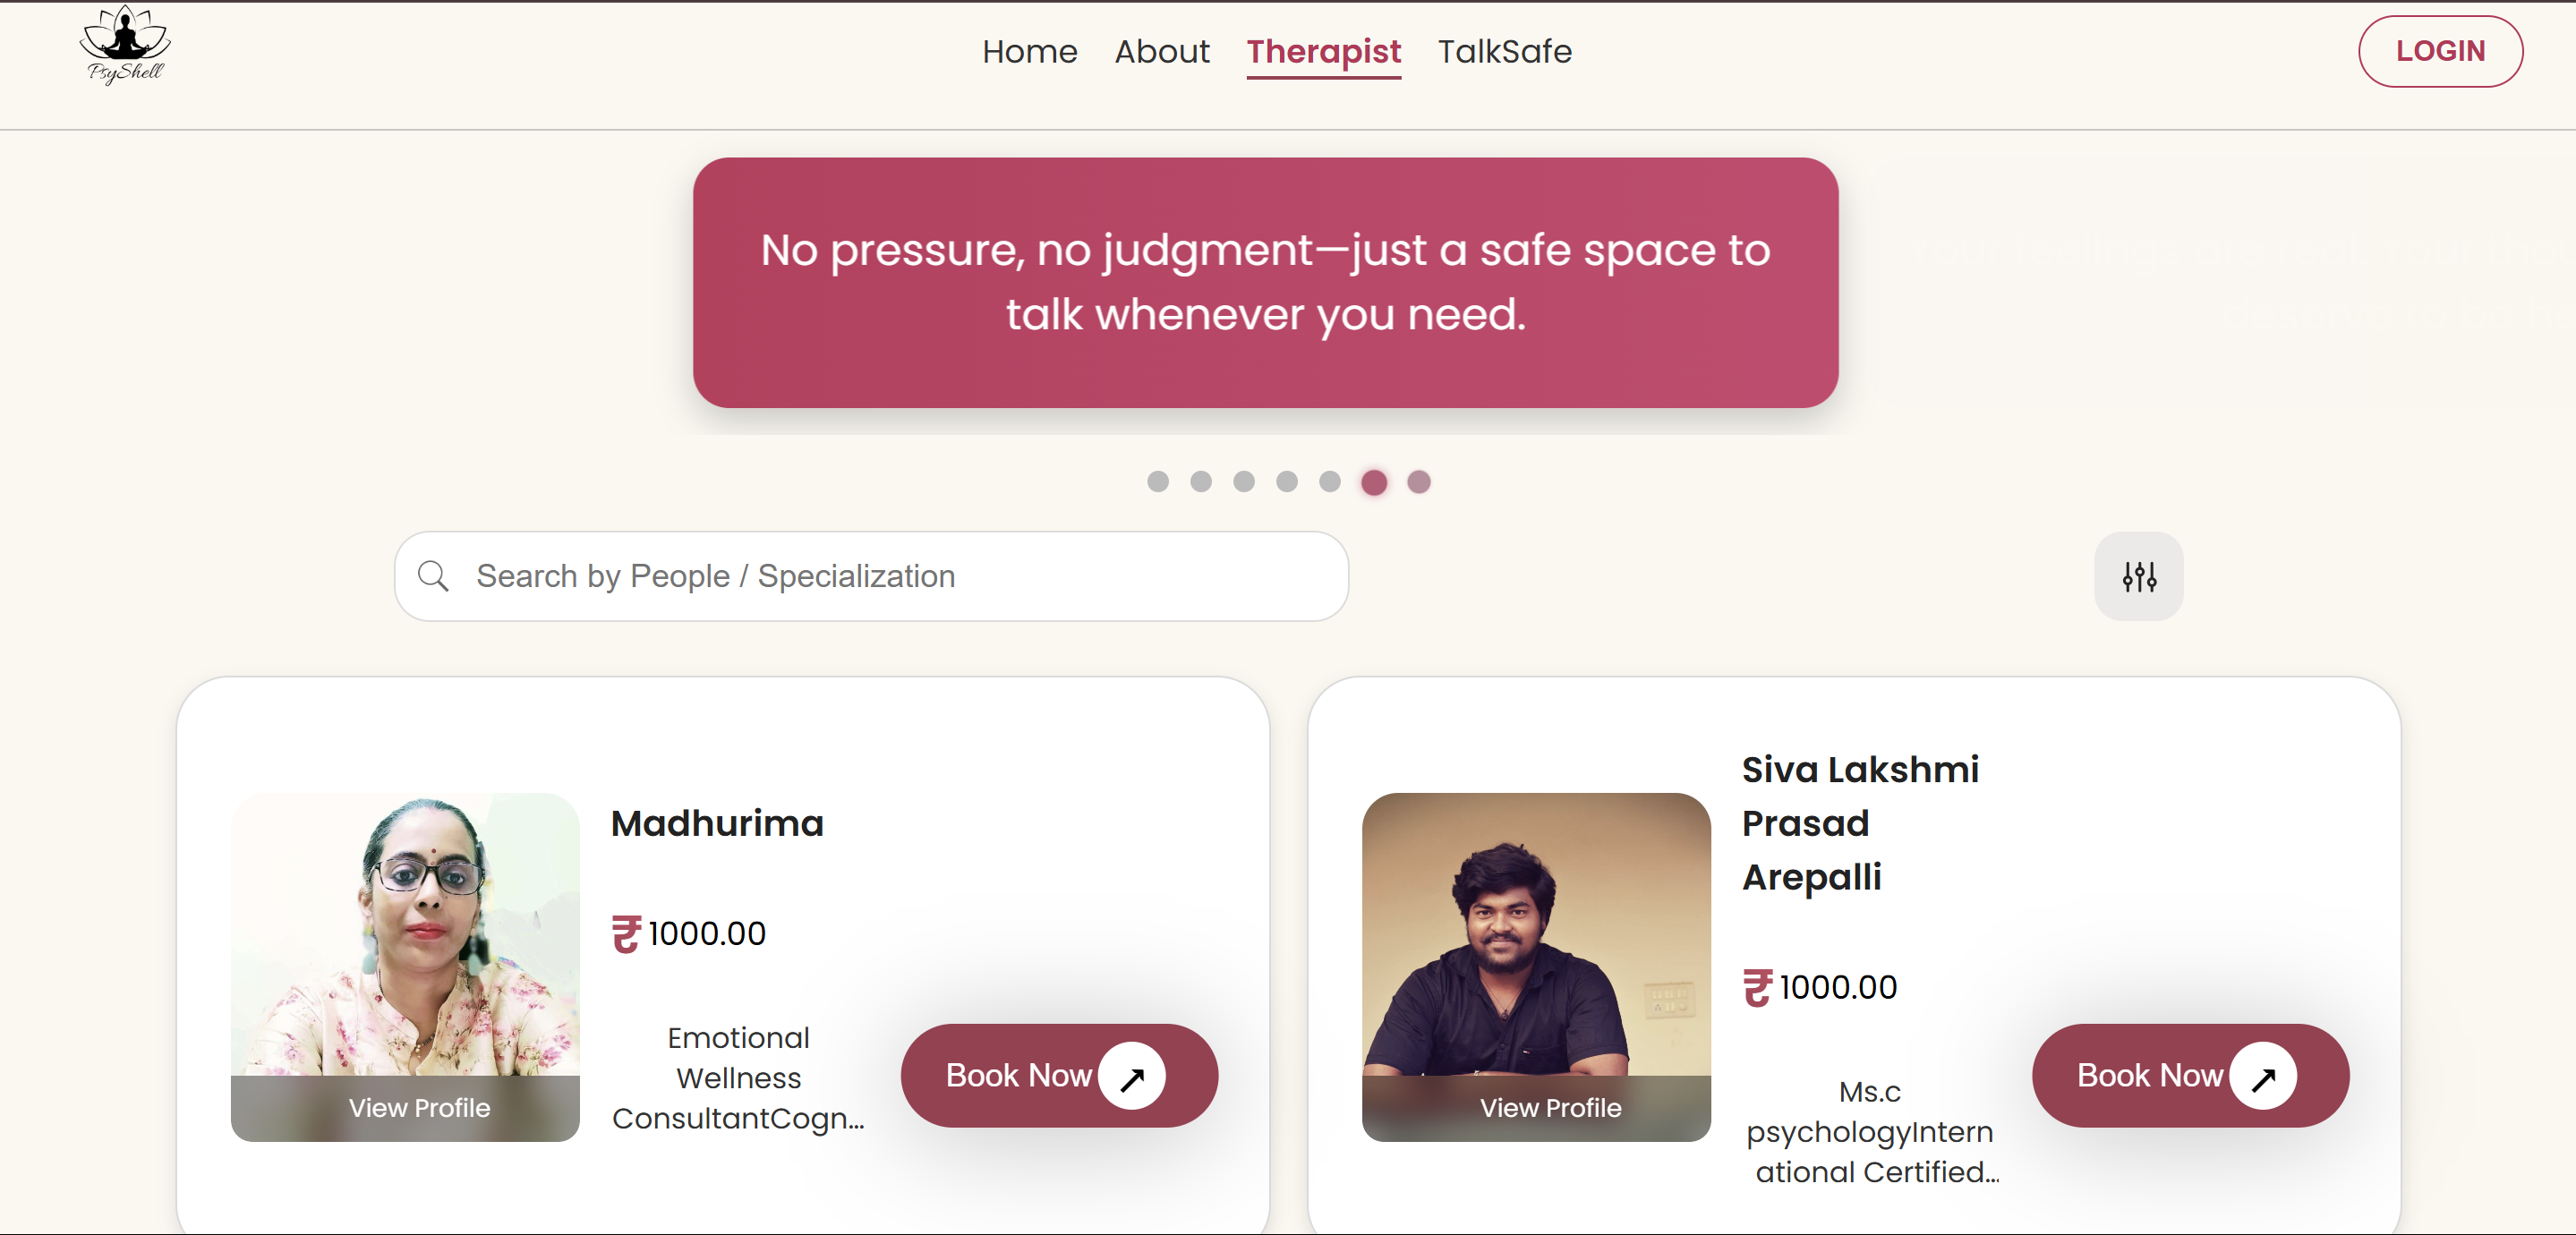 PsyShell
Home About Therapist TalkSafe
LOGIN
No pressure, no judgment—just a safe space to
talk whenever you need.
Search by People / Specialization
Madhurima
₹ 1000.00
Emotional
Wellness
ConsultantCogn...
View Profile
Book Now
Siva Lakshmi
Prasad
Arepalli
₹ 1000.00
Ms.c
psychologyIntern
ational Certified...
View Profile
Book Now